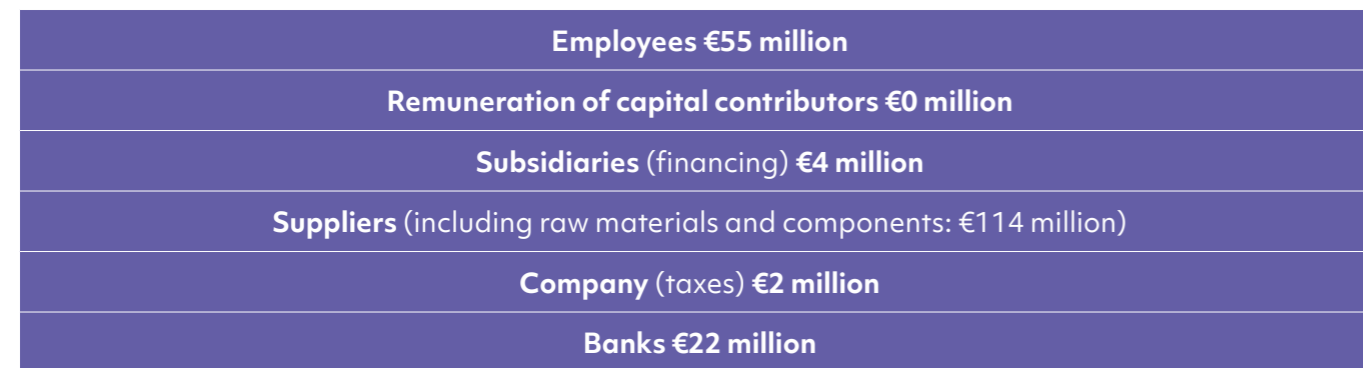 Employees €55 million
Remuneration of capital contributors €0 million
Subsidiaries (financing) €4 million
Suppliers (including raw materials and components: €114 million)
Company (taxes) €2 million
Banks €22 million